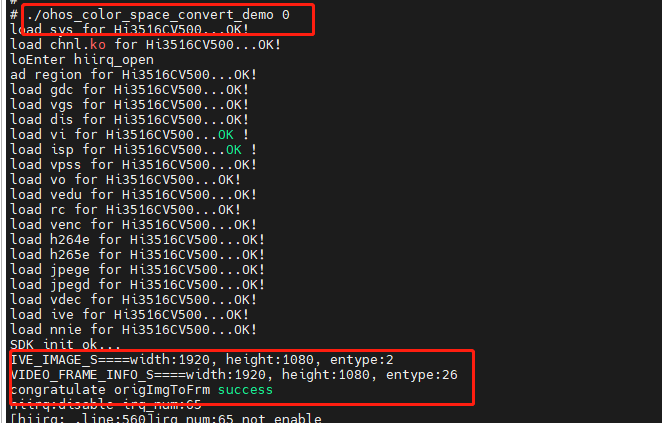 #
# ./ohos_color_space_convert_demo 0
load sys for Hi3516CV500...OK!
load chnl.ko for Hi3516CV500...OK!
loEnter hiirq_open
ad region for Hi3516CV500...OK!
load gdc for Hi3516CV500...OK!
load vgs for Hi3516CV500...OK!
load dis for Hi3516CV500...OK!
load vi for Hi3516CV500...OK !
load isp for Hi3516CV500...OK !
load vpss for Hi3516CV500...OK!
load vo for Hi3516CV500...OK!
load vedu for Hi3516CV500...OK!
load rc for Hi3516CV500...OK!
load venc for Hi3516CV500...OK!
load h264e for Hi3516CV500...OK!
load h265e for Hi3516CV500...OK!
load jpege for Hi3516CV500...OK!
load jpegd for Hi3516CV500...OK!
load vdec for Hi3516CV500...OK!
load ive for Hi3516CV500...OK!
load nnie for Hi3516CV500...OK!
SDK init ok...
IVE_IMAGE_S====width:1920, height:1080, entype:2
VIDEO_FRAME_INFO_S====width:1920, height:1080, entype:26
congratulate origImgToFrm success
hiirq:disable irq_num:65
[hiirq: ,line:560]irq num:65 not enable